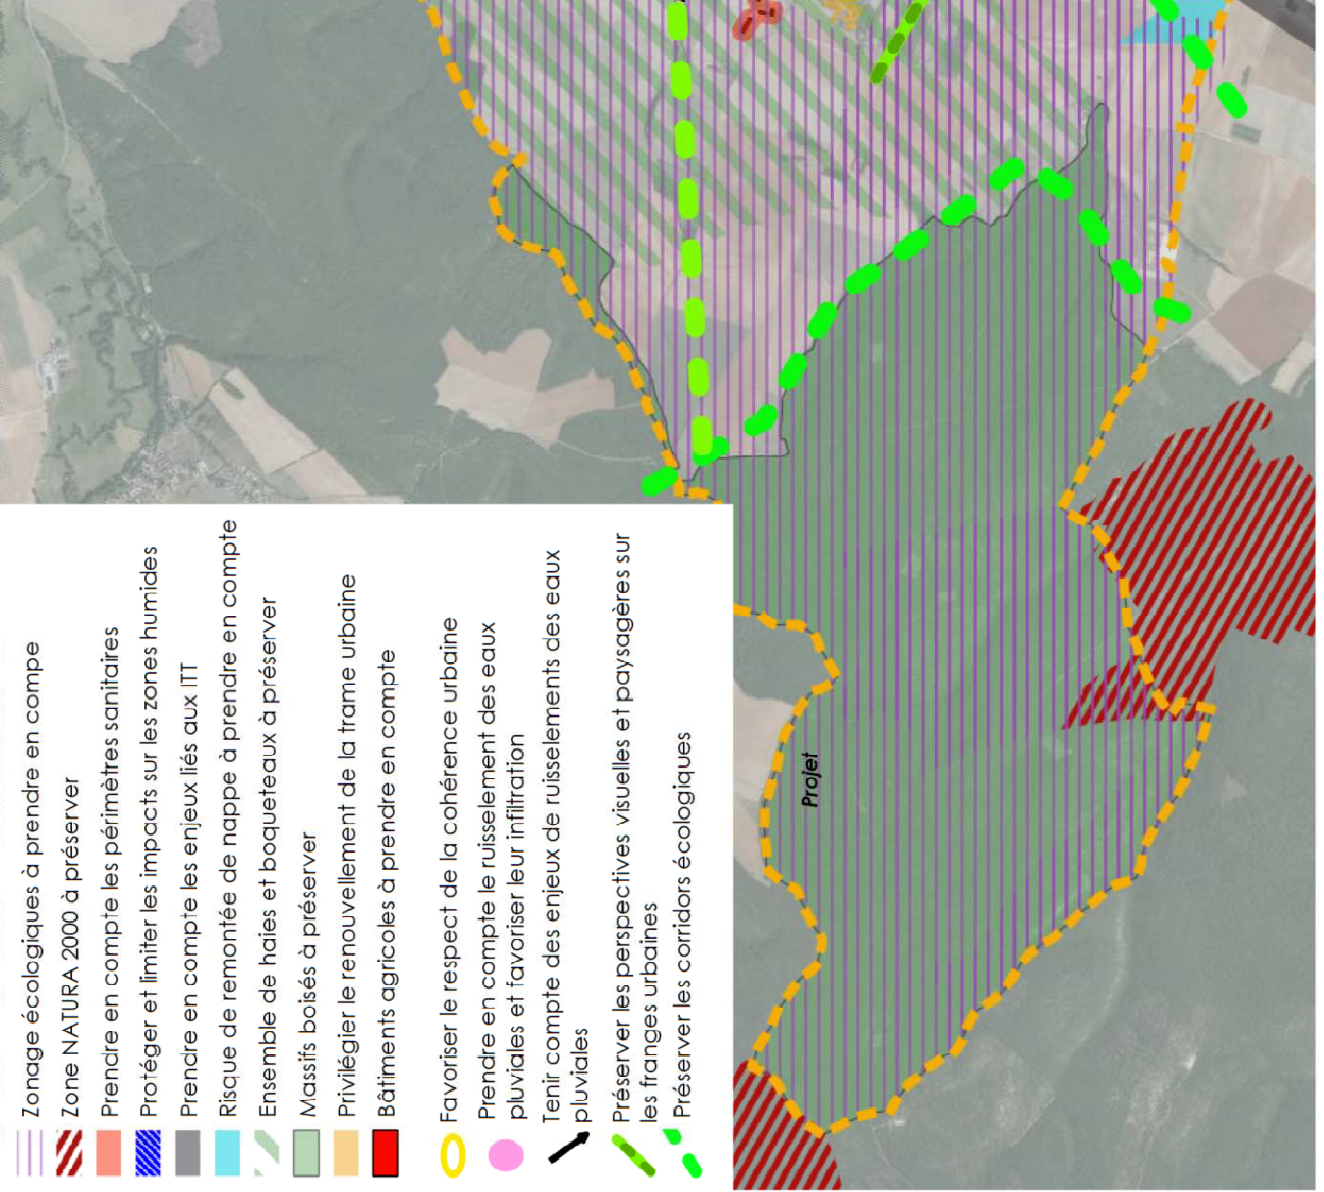 Zonage écologiques à prendre en compe
Zone NATURA 2000 à préserver
Prendre en compte les périmètres sanitaires
Protéger et limiter les impacts sur les zones humides
Prendre en compte les enjeux liés aux ITT
Risque de remontée de nappe à prendre en compte
Ensemble de haies et boqueteaux à préserver
Massifs boisés à préserver
Privilégier le renouvellement de la trame urbaine
Bâtiments agricoles à prendre en compte
Favoriser le respect de la cohérence urbaine
Prendre en compte le ruisselement des eaux
pluviales et favoriser leur infiltration
Tenir compte des enjeux de ruisselements des eaux
pluviales
Préserver les perspectives visuelles et paysagères sur
les franges urbaines
Préserver les corridors écologiques
Projet